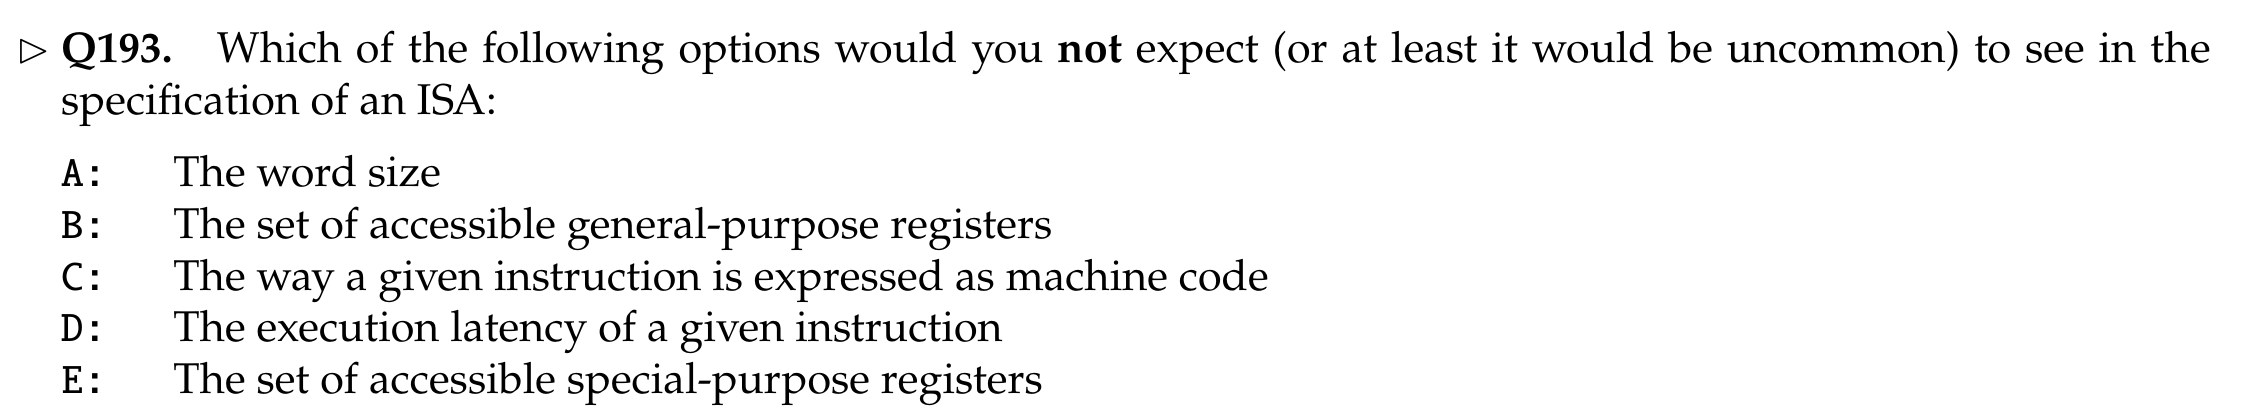 ▷ Q193. Which of the following options would you not expect (or at least it would be uncommon) to see in the
specification of an ISA:
A: The word size
B: The set of accessible general-purpose registers
C: The way a given instruction is expressed as machine code
D: The execution latency of a given instruction
E: The set of accessible special-purpose registers